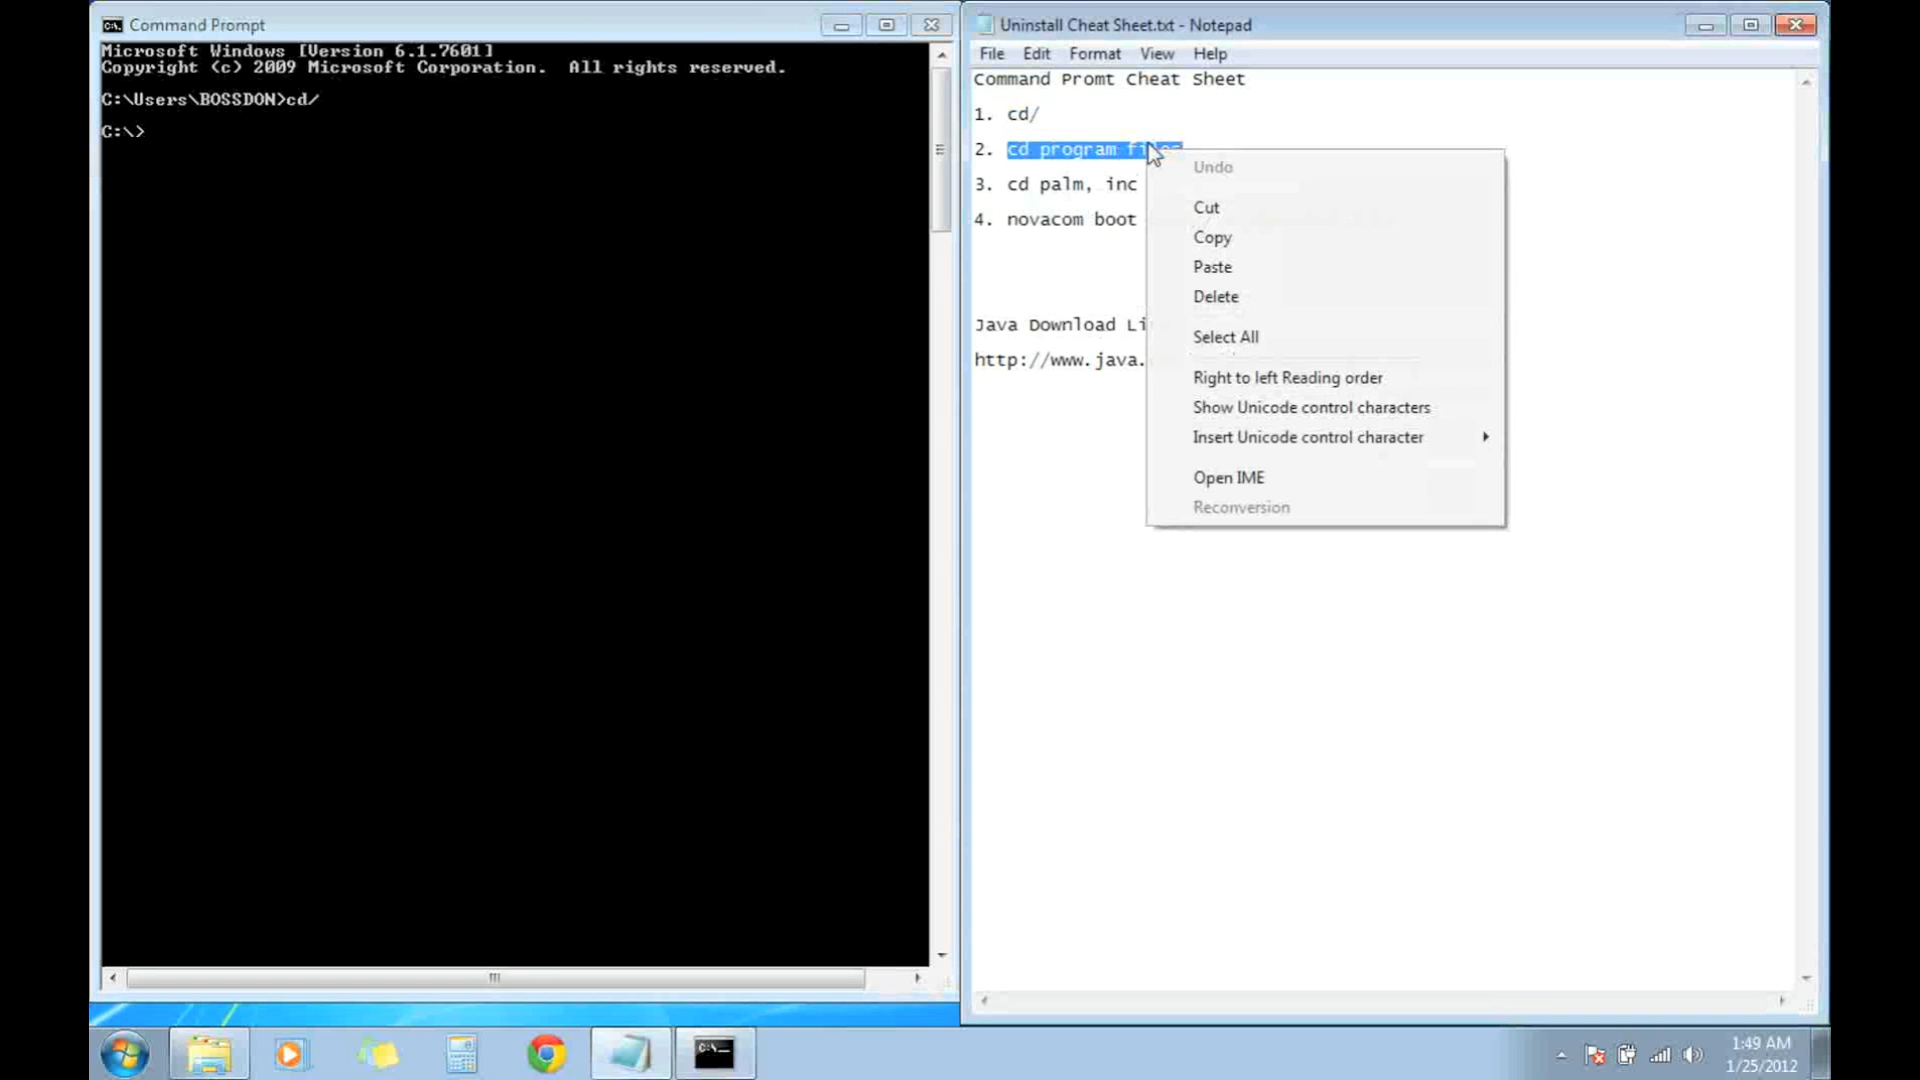 Command Prompt
Microsoft Windows [Version 6.1.7601]
Copyright (c) 2009 Microsoft Corporation.  All rights reserved.
C:\Users\BOSSDON>cd/
C:\>
Uninstall Cheat Sheet.txt - Notepad
File Edit Format View Help
Command Promt Cheat Sheet
1. cd/
2. cd program files
3. cd palm, inc
4. novacom boot
Java Download
http://www.java.
Undo
Cut
Copy
Paste
Delete
Select All
Right to left Reading order
Show Unicode control characters
Insert Unicode control character
Open IME
Reconversion
1:49 AM
1/25/2012